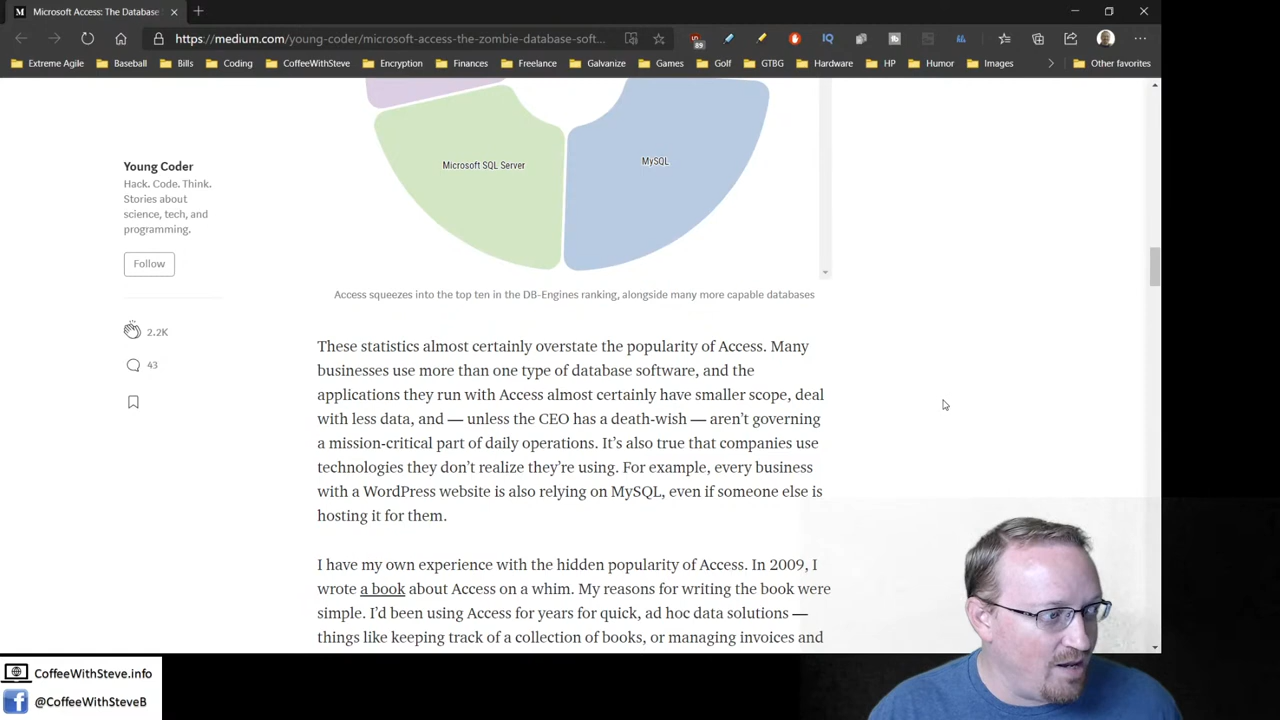 Microsoft Access: The Database
https://medium.com/young-coder/microsoft-access-the-zombie-database-soft...
89
IQ
Extreme Agile
Baseball
Bills
Coding
CoffeeWithSteve
Encryption
Finances
Freelance
Galvanize
Games
Golf
GTBG
Hardware
HP
Humor
Images
Other favorites
Microsoft SQL Server
MySQL
Young Coder
Hack. Code. Think.
Stories about
science, tech, and
programming.
Follow
2.2K
43
Access squeezes into the top ten in the DB-Engines ranking, alongside many more capable databases
These statistics almost certainly overstate the popularity of Access. Many
businesses use more than one type of database software, and the
applications they run with Access almost certainly have smaller scope, deal
with less data, and — unless the CEO has a death-wish — aren’t governing
a mission-critical part of daily operations. It’s also true that companies use
technologies they don’t realize they’re using. For example, every business
with a WordPress website is also relying on MySQL, even if someone else is
hosting it for them.
I have my own experience with the hidden popularity of Access. In 2009, I
wrote a book about Access on a whim. My reasons for writing the book were
simple. I’d been using Access for years for quick, ad hoc data solutions —
things like keeping track of a collection of books, or managing invoices and
CoffeeWithSteve.info
@CoffeeWithSteveB